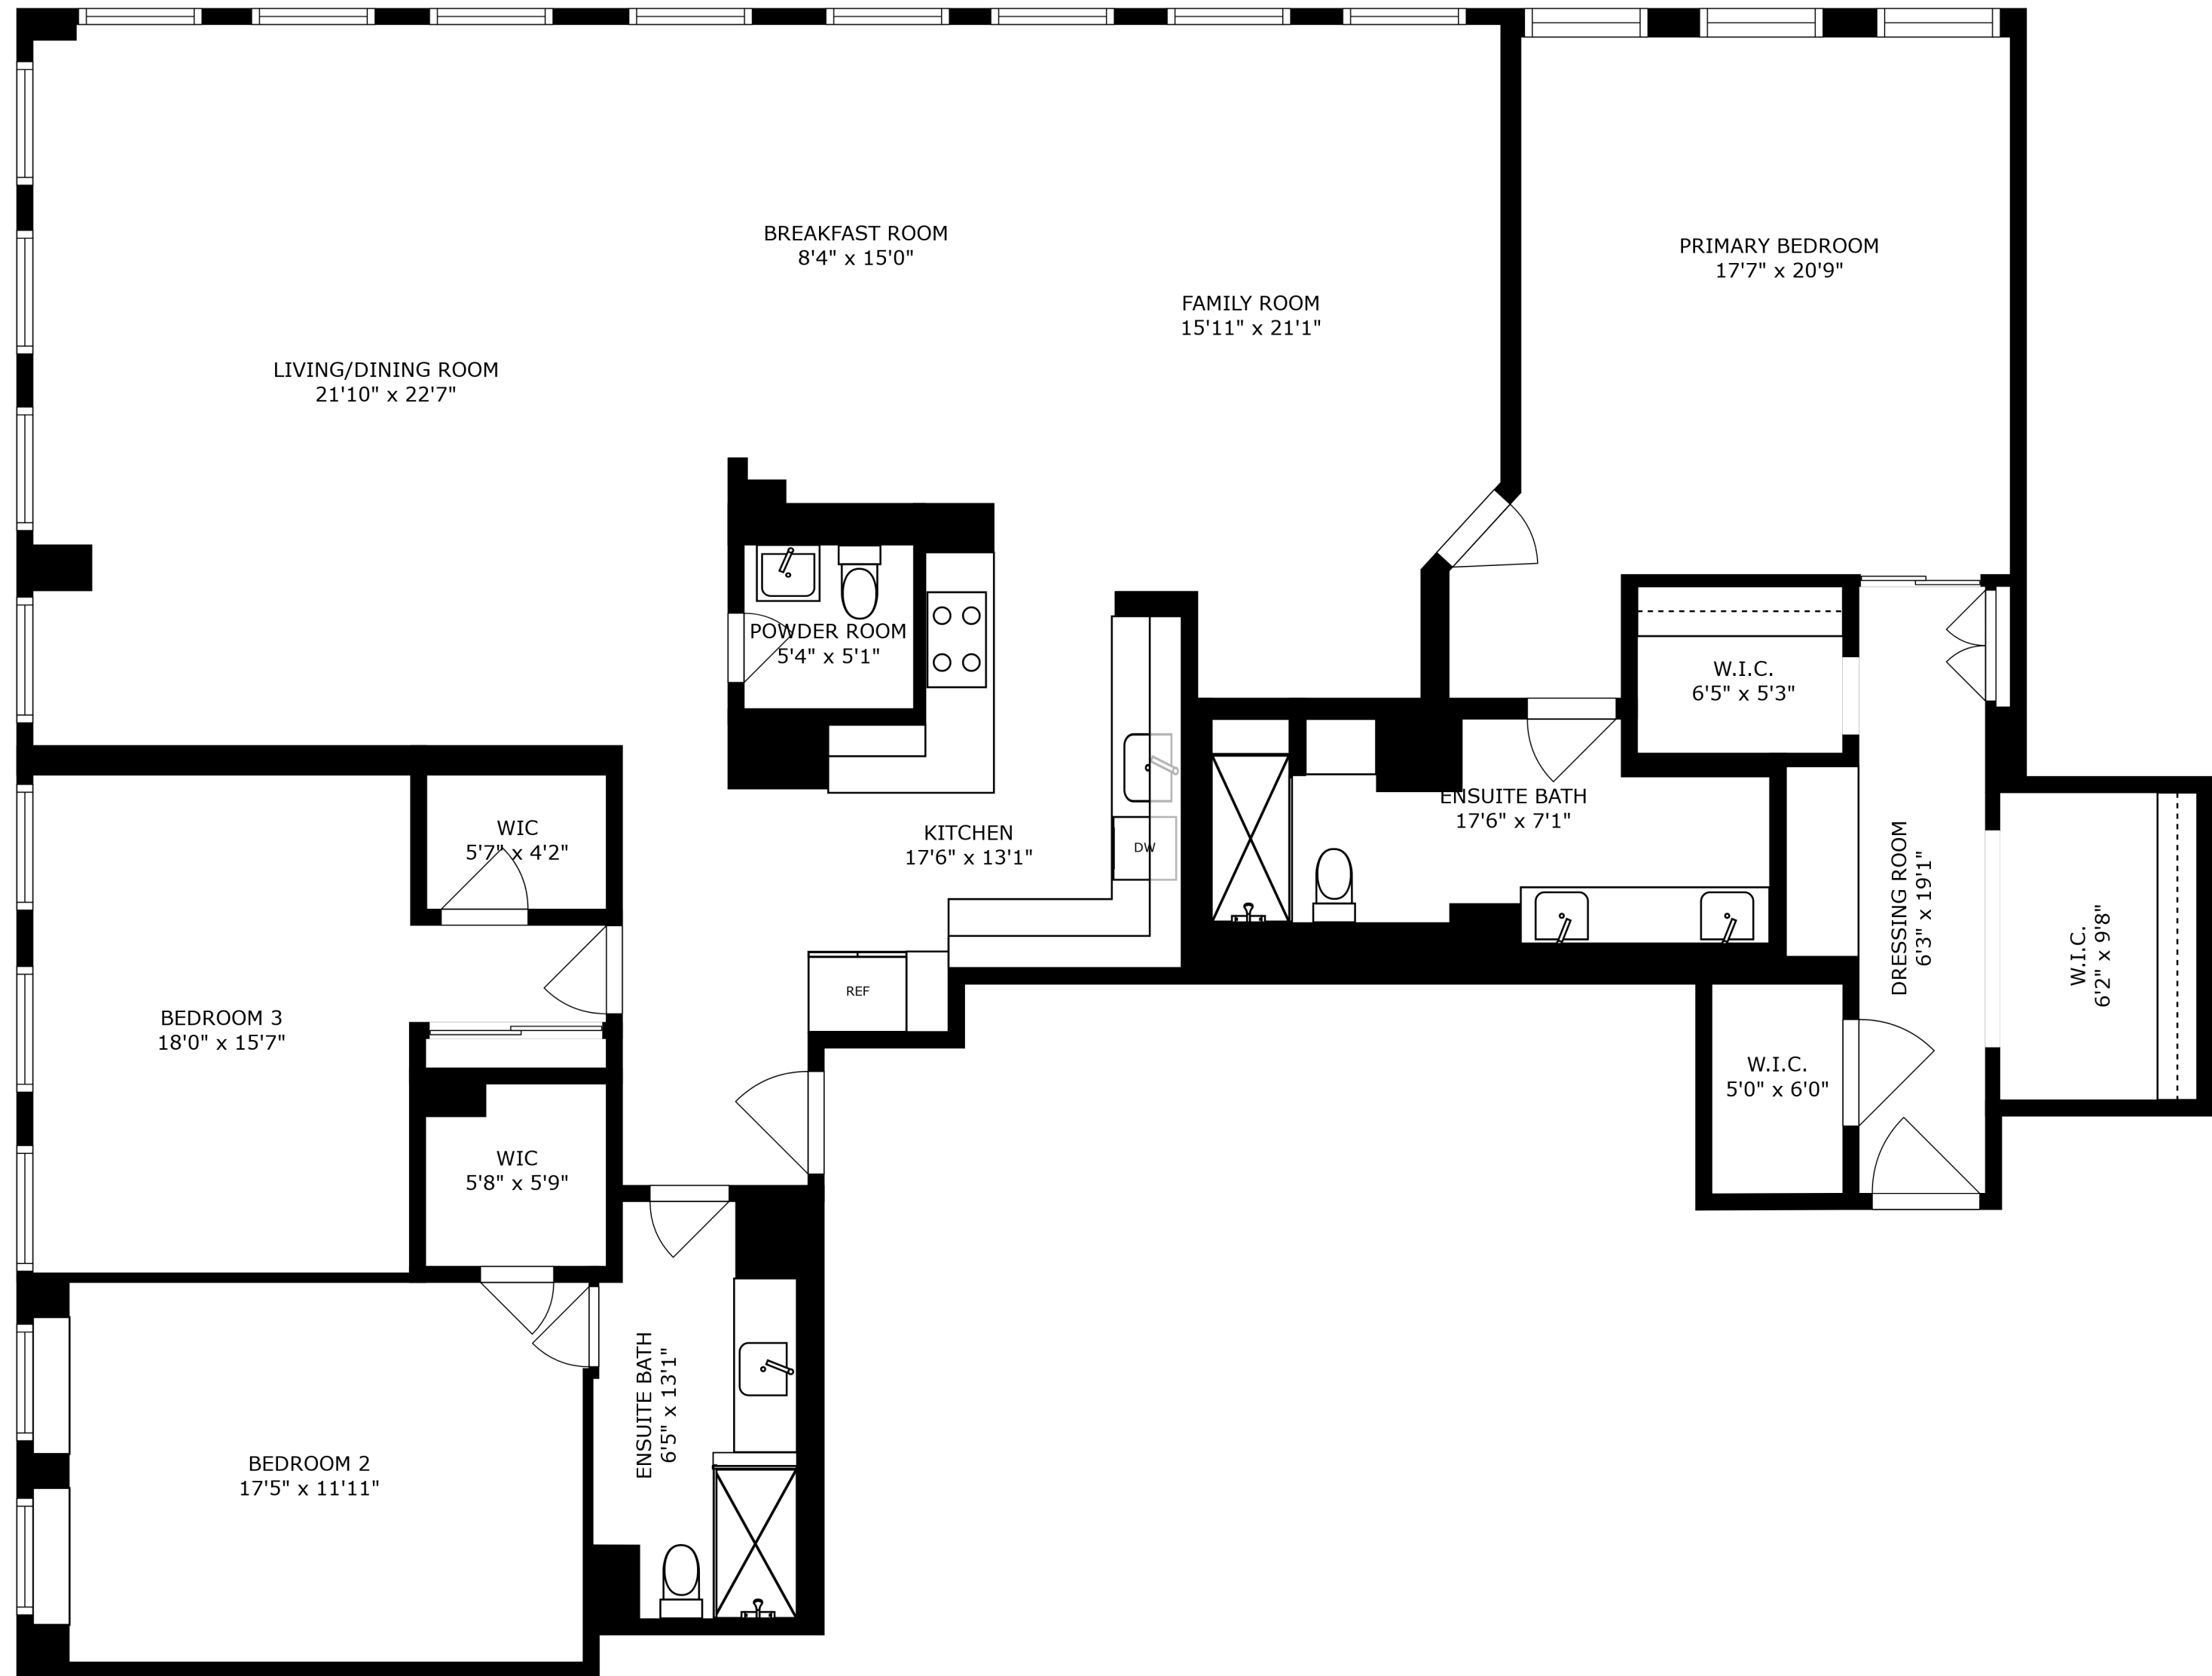 BREAKFAST ROOM
8'4" x 15'0"
PRIMARY BEDROOM
17'7" x 20'9"
FAMILY ROOM
15'11" x 21'1"
LIVING/DINING ROOM
21'10" x 22'7"
POWDER ROOM
5'4" x 5'1"
W.I.C.
6'5" x 5'3"
ENSUITE BATH
17'6" x 7'1"
WIC
5'7" x 4'2"
KITCHEN
17'6" x 13'1"
DW
DRESSING ROOM
6'3" x 19'1"
W.I.C.
6'2" x 9'8"
REF
BEDROOM 3
18'0" x 15'7"
W.I.C.
5'0" x 6'0"
WIC
5'8" x 5'9"
ENSUITE BATH
6'5" x 13'1"
BEDROOM 2
17'5" x 11'11"